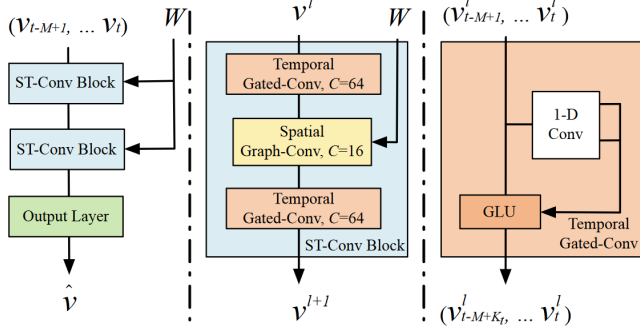 (v_{t-M+1}, ... v_t)
W
ST-Conv Block
ST-Conv Block
Output Layer
v̂
v^l
W
Temporal
Gated-Conv, C=64
Spatial
Graph-Conv, C=16
Temporal
Gated-Conv, C=64
ST-Conv Block
v^{l+1}
(v^l_{t-M+1}, ... v^l_t)
1-D
Conv
GLU
Temporal
Gated-Conv
(v^l_{t-M+K_t}, ... v^l_t)